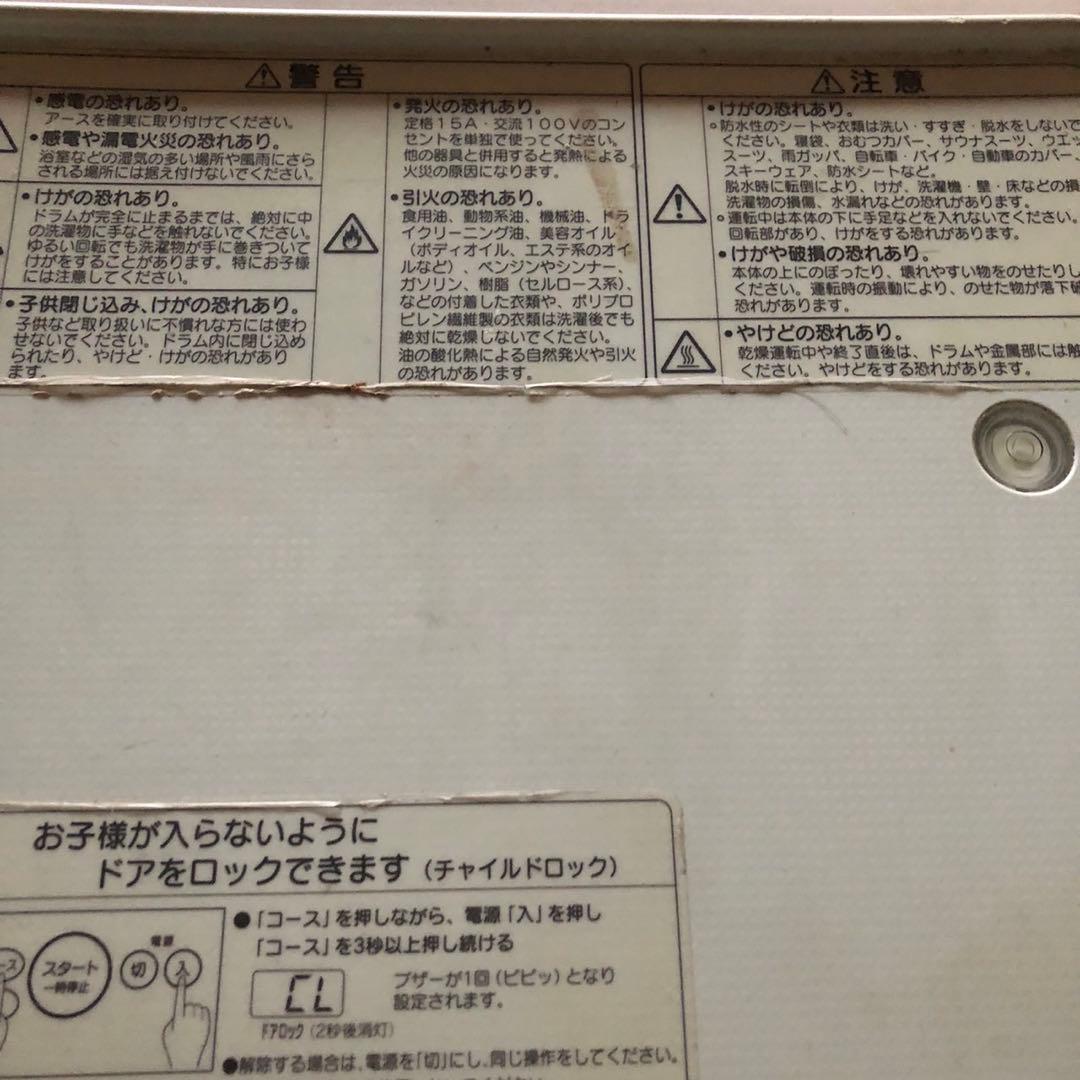 ⚠警告
・感電の恐れあり。
アースを確実に取り付けてください。
・感電や漏電火災の恐れあり。
浴室などの湿気の多い場所や風雨にさら
される場所には据え付けないでください。
・けがの恐れあり。
ドラムが完全に止まるまでは、絶対に中
の洗濯物に手などを触れないでください。
ゆるい回転でも洗濯物が手に巻きついて
けがをすることがあります。特にお子様
には注意してください。
・子供閉じ込み、けがの恐れあり。
子供など取り扱いに不慣れな方には使わ
せないでください。ドラム内に閉じ込め
られたり、やけど・けがの恐れがあり
ます。
・発火の恐れあり。
定格15A・交流100Vのコン
セントを単独で使ってください。
他の器具と併用すると発熱による
火災の原因になります。
・引火の恐れあり。
食用油、動物系油、機械油、ドラ
イクリーニング油、美容オイル
(ボディオイル、エステ系のオイ
ルなど)、ベンジンやシンナー、
ガソリン、樹脂(セルロース系)、
などの付着した衣類や、ポリプロ
ピレン繊維製の衣類は洗濯後でも
絶対に乾燥しないでください。
油の酸化熱による自然発火や引火
の恐れがあります。
⚠注意
・けがの恐れあり。
○防水性のシートや衣類は洗い・すすぎ・脱水をしないで
ください。寝袋、おむつカバー、サウナスーツ、ウエッ
スーツ、雨ガッパ、自転車・バイク・自動車のカバー、
スキーウェア、防水シートなど。
脱水時に転倒により、けが、洗濯機・壁・床などの損
洗濯物の損傷、水漏れなどの恐れがあります。
○運転中は本体の下に手足などを入れないでください。
回転部があり、けがをする恐れがあります。
・けがや破損の恐れあり。
本体の上にのぼったり、壊れやすい物をのせたりし
ください。運転時の振動により、のせた物が落下破
恐れがあります。
・やけどの恐れあり。
乾燥運転中や終了直後は、ドラムや金属部には触
ください。やけどをする恐れがあります。
お子様が入らないように
ドアをロックできます(チャイルドロック)
ース
スタート
一時停止
電源
切
入
●「コース」を押しながら、電源「入」を押し
「コース」を3秒以上押し続ける
CL
ドアロック(2秒後消灯)
ブザーが1回(ピピッ)となり
設定されます。
●解除する場合は、電源を「切」にし、同じ操作をしてください。